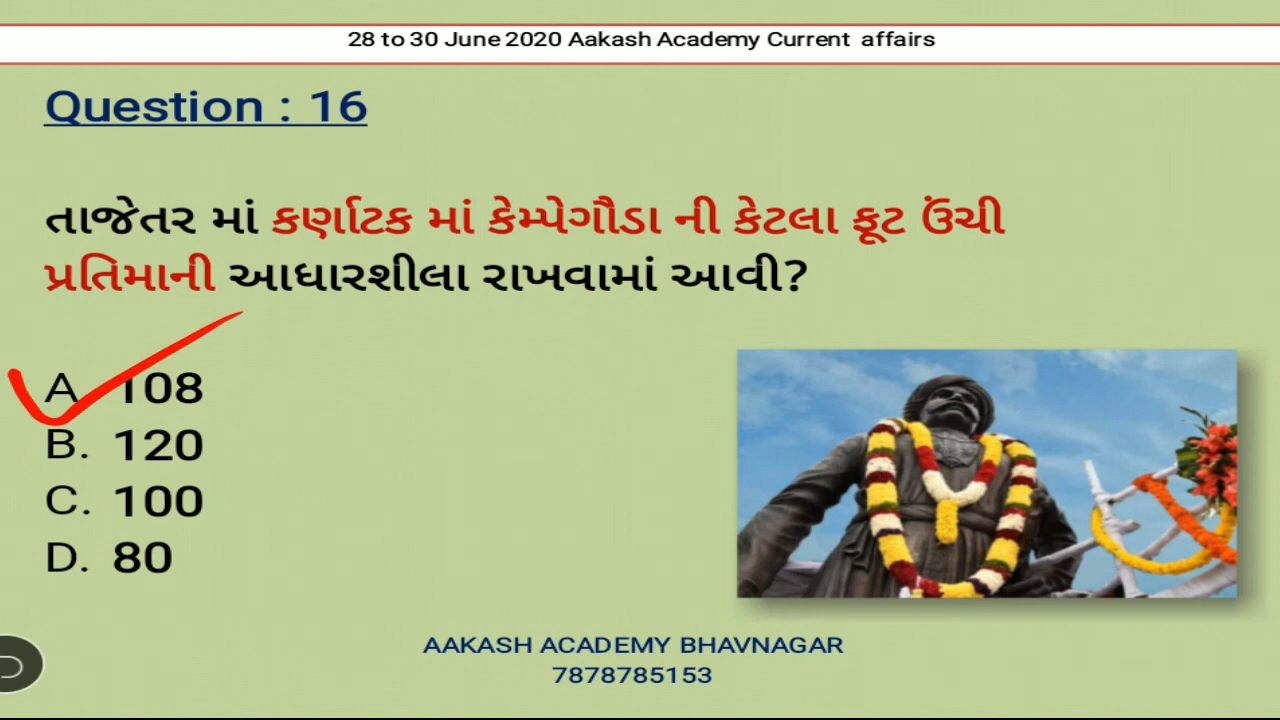 28 to 30 June 2020 Aakash Academy Current affairs
Question : 16
તાજેતર માં કર્ણાટક માં કેમ્પેગૌડા ની કેટલા ફૂટ ઉંચી
પ્રતિમાની આધારશીલા રાખવામાં આવી?
A. 108
B. 120
C. 100
D. 80
AAKASH ACADEMY BHAVNAGAR
7878785153